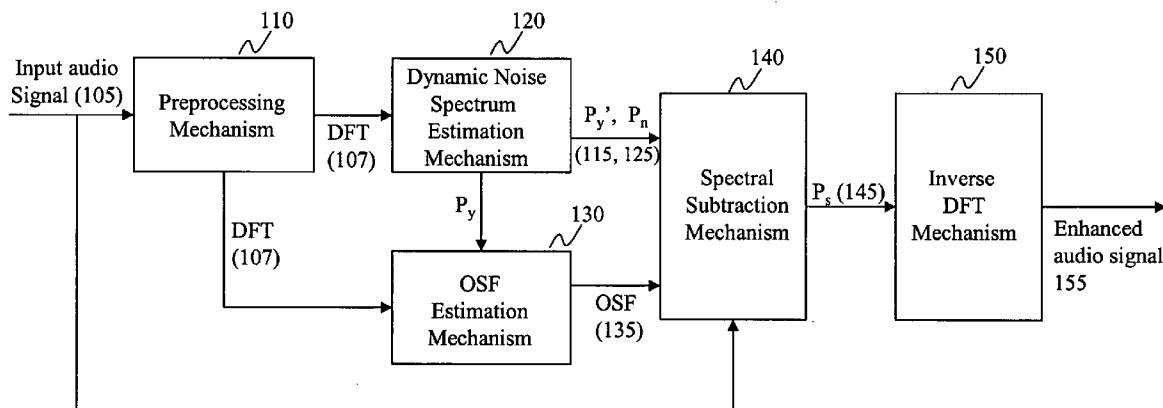 110
120
140
150
Input audio
Signal (105)
Preprocessing
Mechanism
DFT
(107)
Dynamic Noise
Spectrum
Estimation
Mechanism
Py’, Pn
(115, 125)
Spectral
Subtraction
Mechanism
Ps (145)
Inverse
DFT
Mechanism
Enhanced
audio signal
155
DFT
(107)
Py
130
OSF
Estimation
Mechanism
OSF
(135)